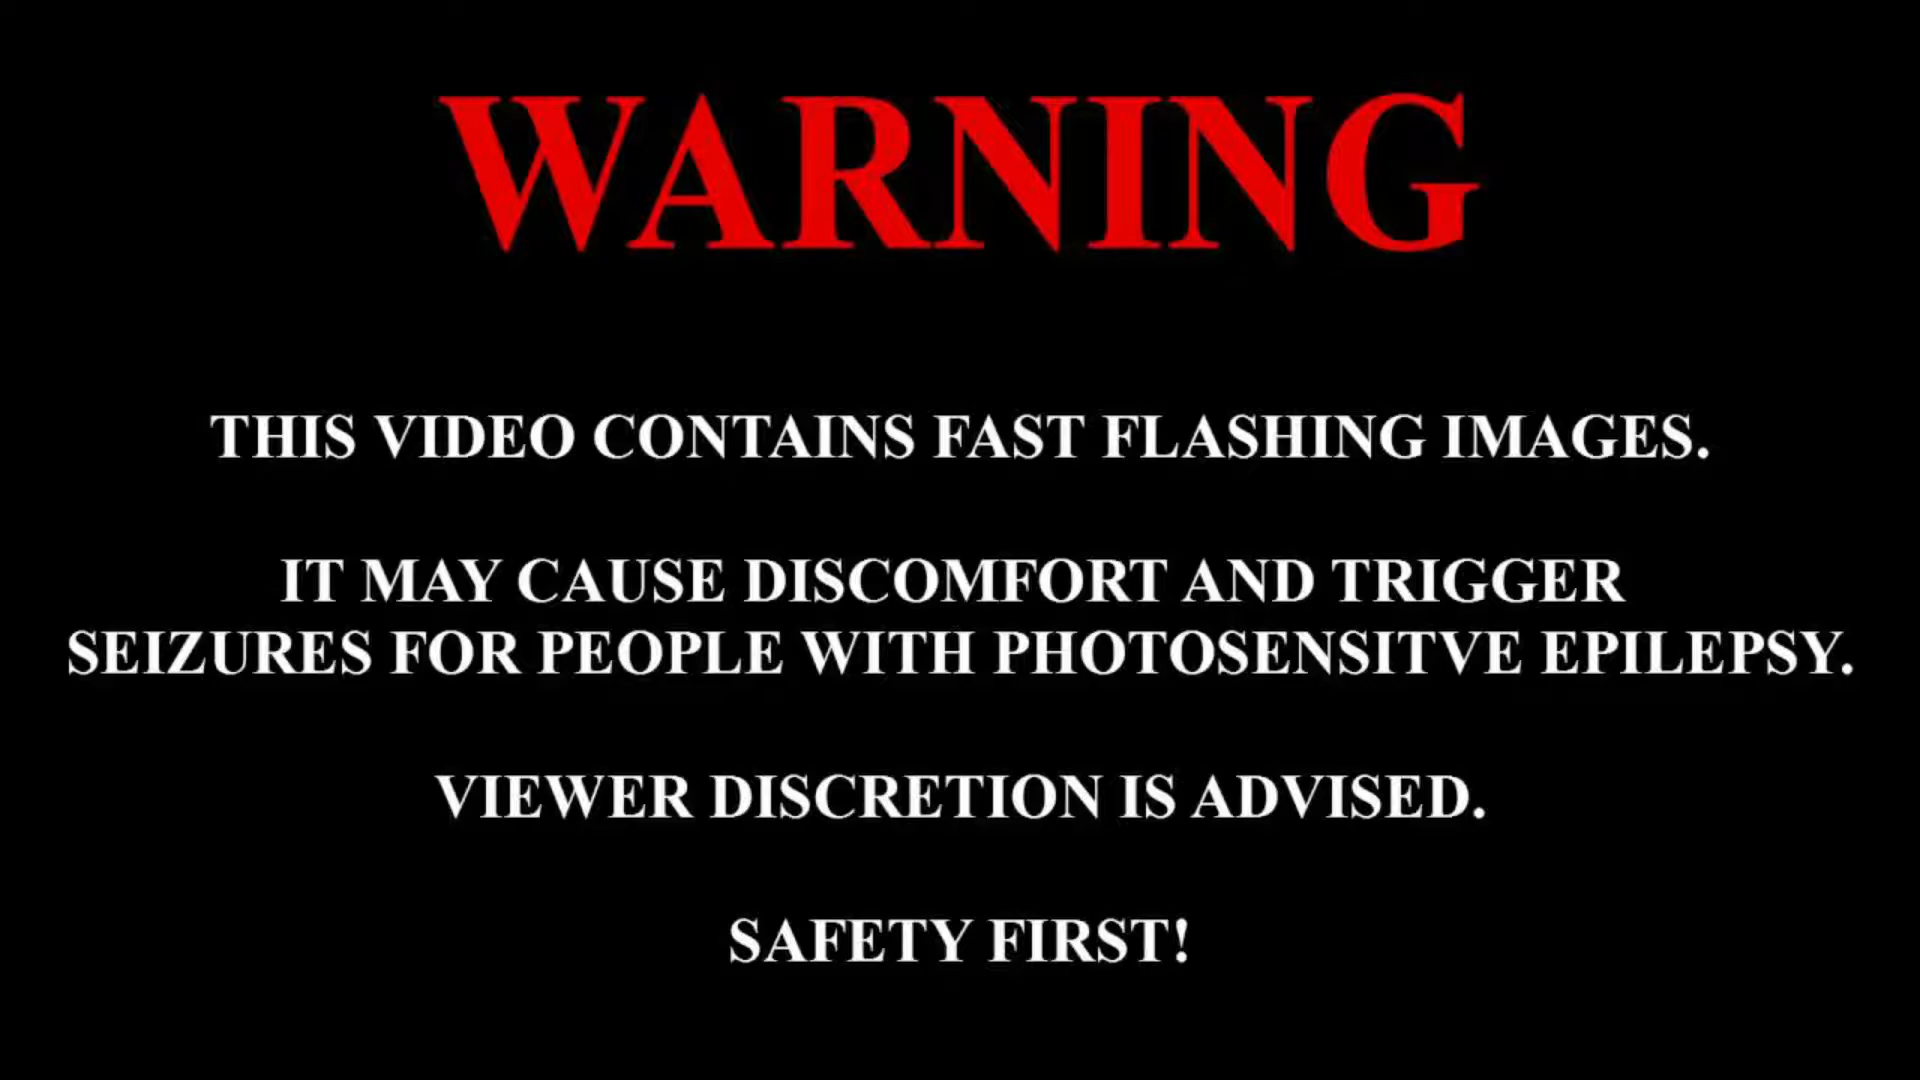 WARNING
THIS VIDEO CONTAINS FAST FLASHING IMAGES.
IT MAY CAUSE DISCOMFORT AND TRIGGER
SEIZURES FOR PEOPLE WITH PHOTOSENSITVE EPILEPSY.
VIEWER DISCRETION IS ADVISED.
SAFETY FIRST!